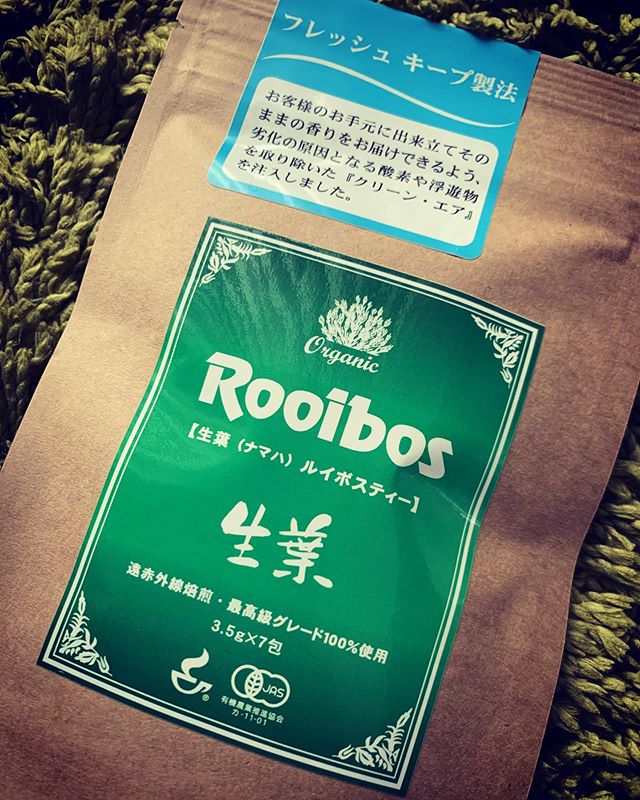 フレッシュ キープ製法
お客様のお手元に出来立てその
ままの香りをお届けできるよう、
劣化の原因となる酸素や浮遊物
を取り除いた『クリーン・エア』
を注入しました。
Organic
Rooibos
【生葉（ナマハ）ルイボスティー】
生葉
遠赤外線焙煎・最高級グレード100%使用
3.5g×7包
JAS
有機農業推進協会
カ-11-01